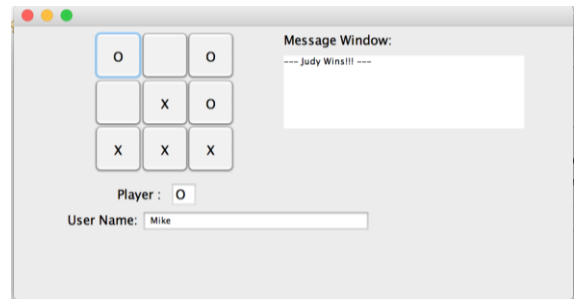 O O
X O
X X X
Message Window:
--- Judy Wins!!! ---
Player : O
User Name: Mike